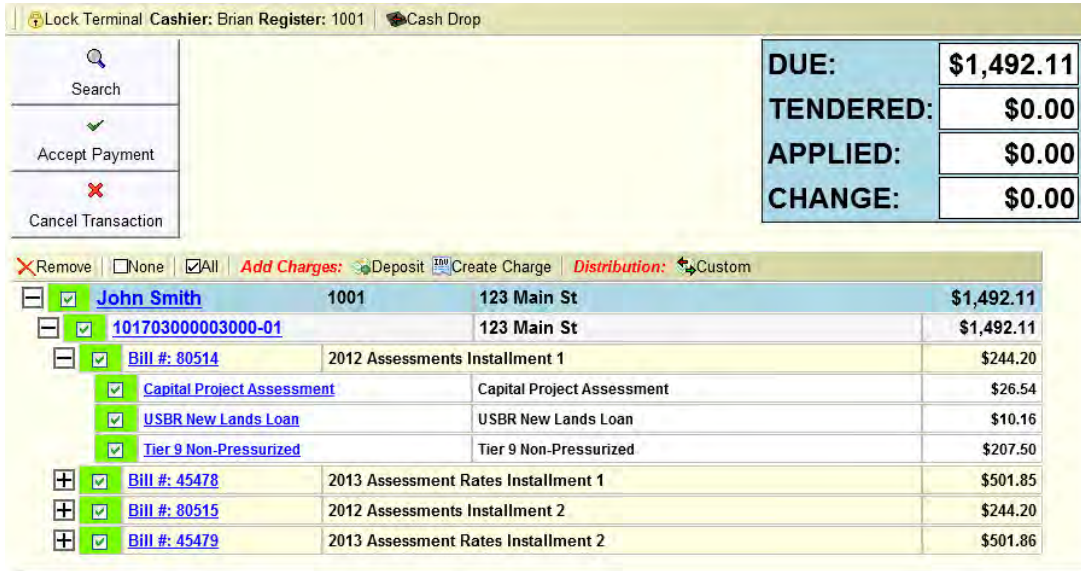 Lock Terminal Cashier: Brian Register: 1001 Cash Drop
Search
Accept Payment
Cancel Transaction
DUE: $1,492.11
TENDERED: $0.00
APPLIED: $0.00
CHANGE: $0.00
Remove None All Add Charges: Deposit INV Create Charge Distribution: Custom
John Smith 1001 123 Main St $1,492.11
101703000003000-01 123 Main St $1,492.11
Bill #: 80514 2012 Assessments Installment 1 $244.20
Capital Project Assessment Capital Project Assessment $26.54
USBR New Lands Loan USBR New Lands Loan $10.16
Tier 9 Non-Pressurized Tier 9 Non-Pressurized $207.50
Bill #: 45478 2013 Assessment Rates Installment 1 $501.85
Bill #: 80515 2012 Assessments Installment 2 $244.20
Bill #: 45479 2013 Assessment Rates Installment 2 $501.86